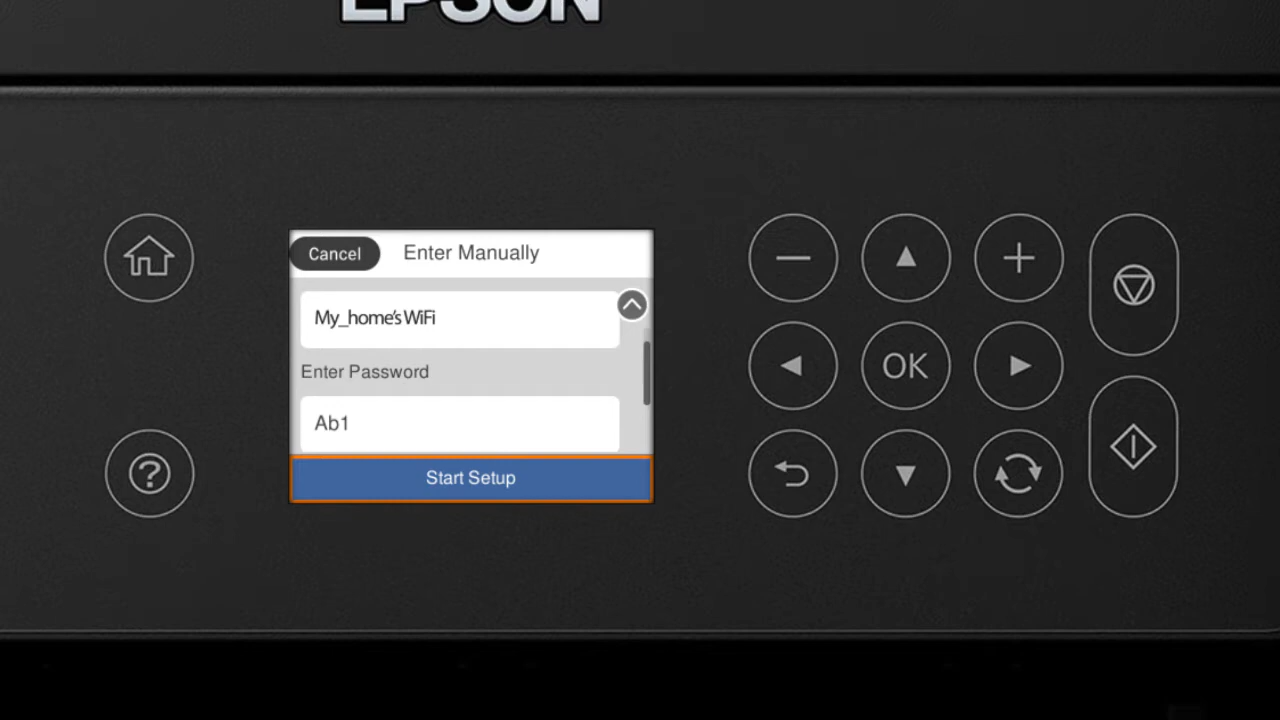 EPSON
Cancel Enter Manually
My_home's WiFi
Enter Password
Ab1
Start Setup
OK